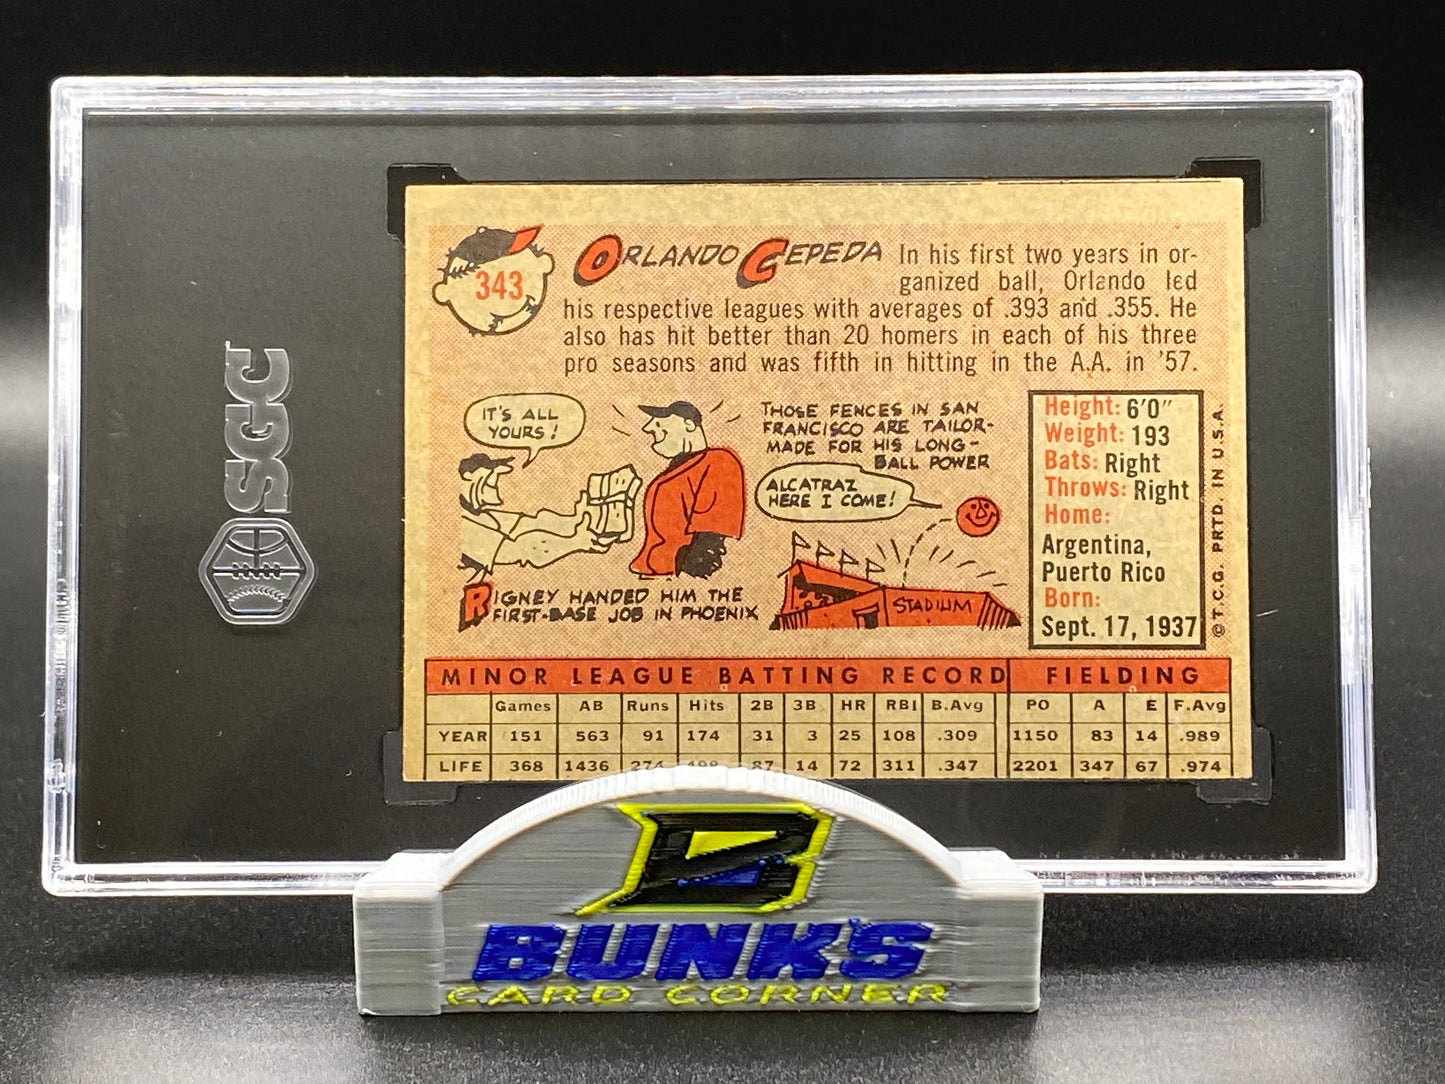 SGC
343
ORLANDO CEPEDA
In his first two years in or-
ganized ball, Orlando led
his respective leagues with averages of .393 and .355. He
also has hit better than 20 homers in each of his three
pro seasons and was fifth in hitting in the A.A. in '57.
IT'S ALL
YOURS!
RIGNEY HANDED HIM THE
FIRST-BASE JOB IN PHOENIX
THOSE FENCES IN SAN
FRANCISCO ARE TAILOR-
MADE FOR HIS LONG-
BALL POWER
ALCATRAZ
HERE I COME!
STADIUM
Height: 6'0"
Weight: 193
Bats: Right
Throws: Right
Home:
Argentina,
Puerto Rico
Born:
Sept. 17, 1937
© T.C.G. PRTD. IN U.S.A.
MINOR LEAGUE BATTING RECORD FIELDING
Games AB Runs Hits 2B 3B HR RBI B.Avg PO A E F.Avg
YEAR 151 563 91 174 31 3 25 108 .309 1150 83 14 .989
LIFE 368 1436 274 498 87 14 72 311 .347 2201 347 67 .974
BUNK'S
CARD CORNER